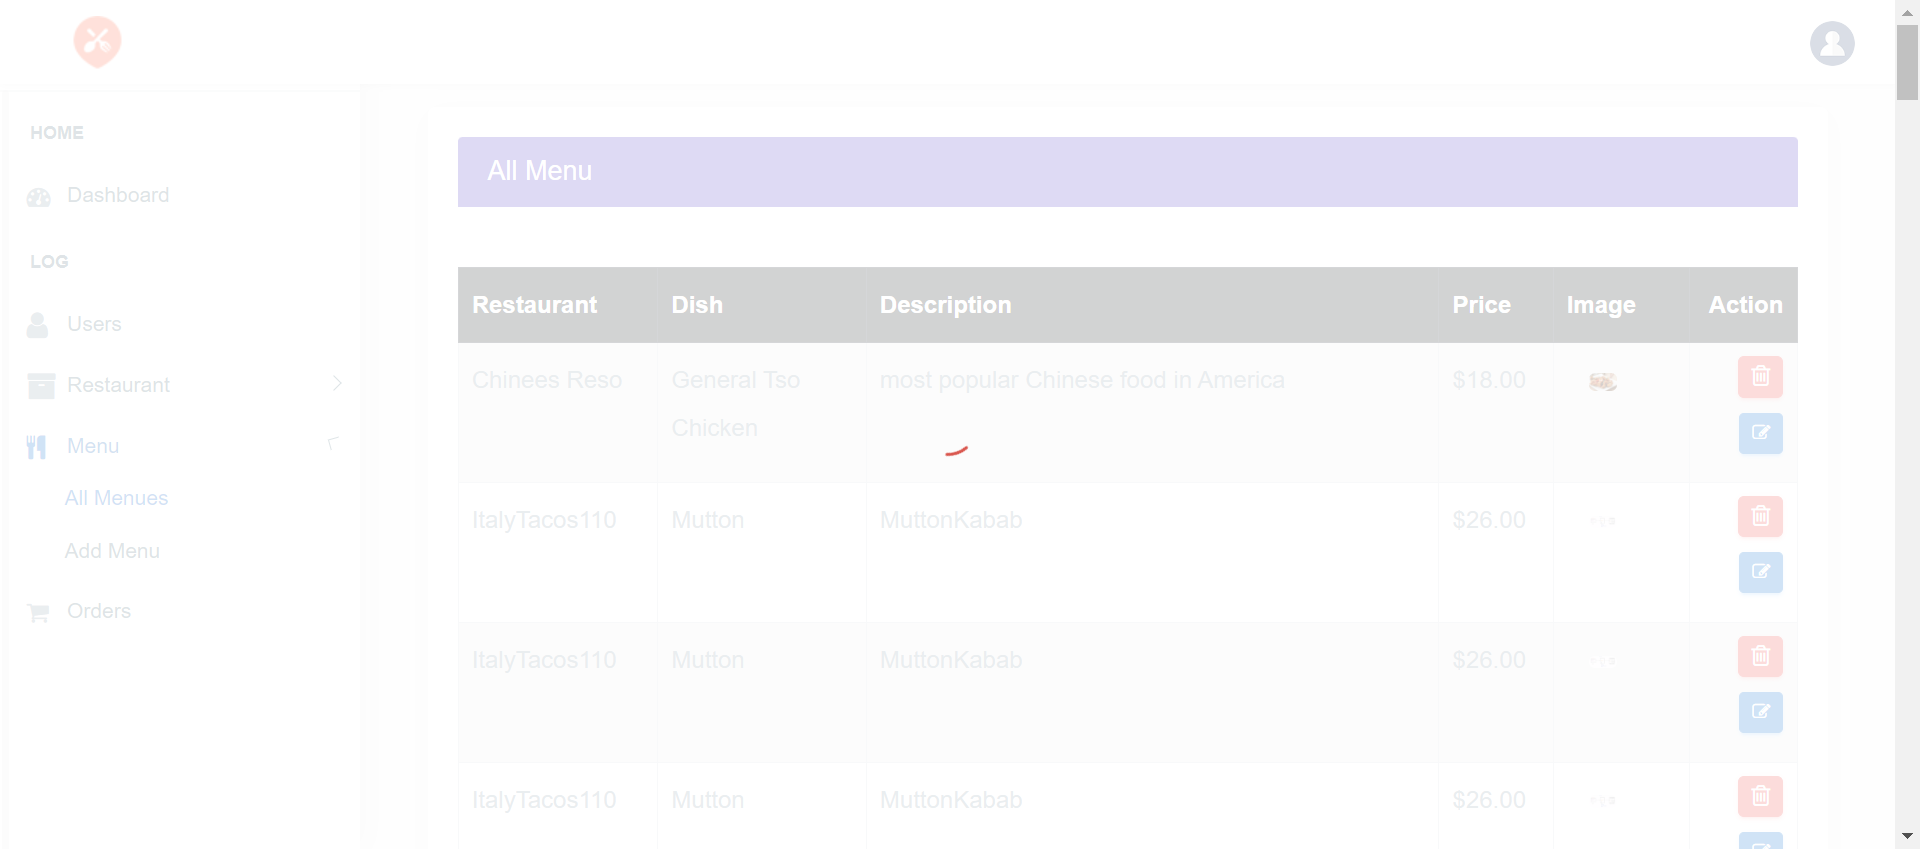 HOME
Dashboard
LOG
Users
Restaurant
Menu
All Menues
Add Menu
Orders
All Menu
Restaurant Dish Description Price Image Action
Chinees Reso General Tso most popular Chinese food in America $18.00
Chicken
ItalyTacos110 Mutton MuttonKabab $26.00
ItalyTacos110 Mutton MuttonKabab $26.00
ItalyTacos110 Mutton MuttonKabab $26.00